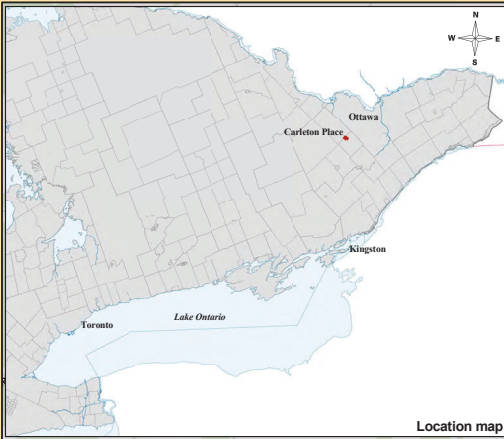 N
W E
S
Ottawa
Carleton Place
Kingston
Lake Ontario
Toronto
Location map